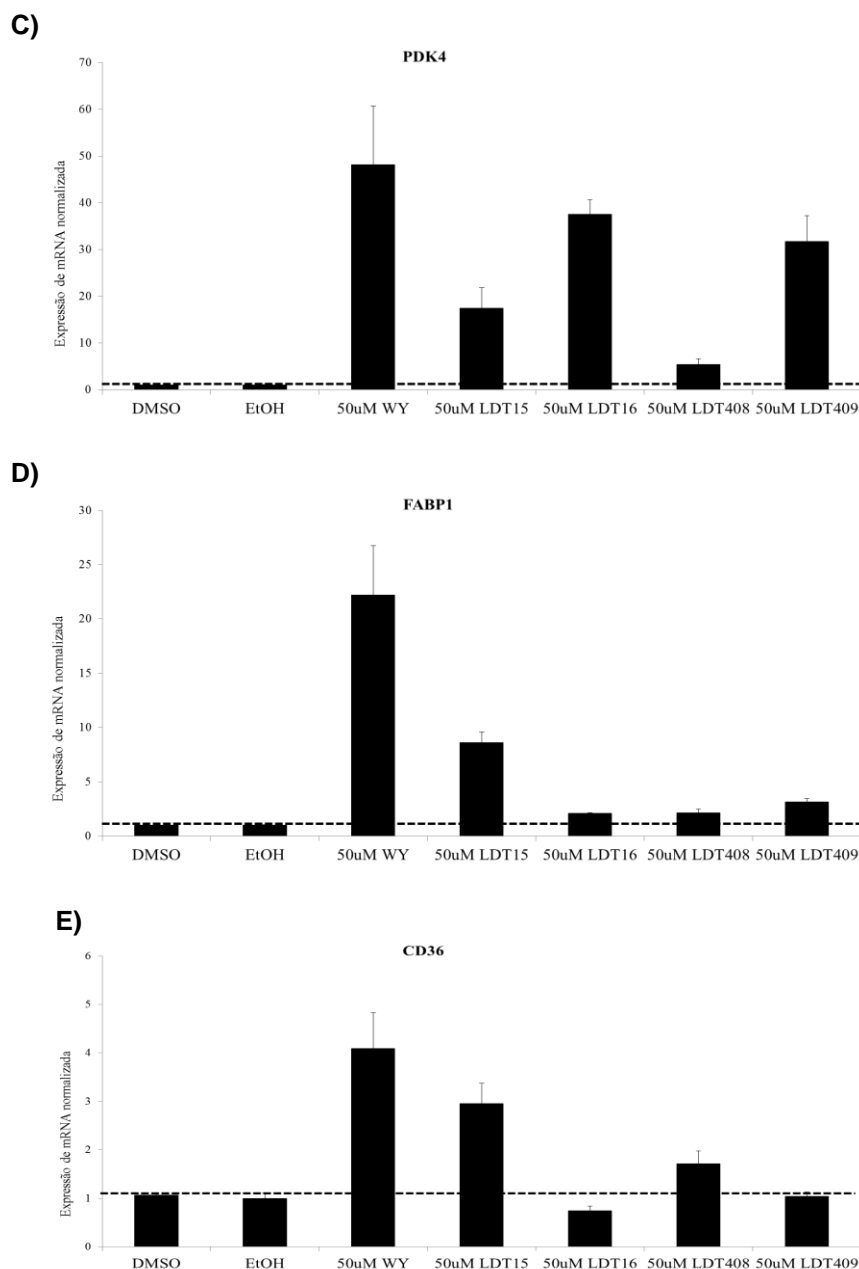 C)
PDK4
Expressão de mRNA normalizada
70
60
50
40
30
20
10
0
DMSO EtOH 50uM WY 50uM LDT15 50uM LDT16 50uM LDT408 50uM LDT409
D)
FABP1
Expressão de mRNA normalizada
30
25
20
15
10
5
0
DMSO EtOH 50uM WY 50uM LDT15 50uM LDT16 50uM LDT408 50uM LDT409
E)
CD36
Expressão de mRNA normalizada
6
5
4
3
2
1
0
DMSO EtOH 50uM WY 50uM LDT15 50uM LDT16 50uM LDT408 50uM LDT409